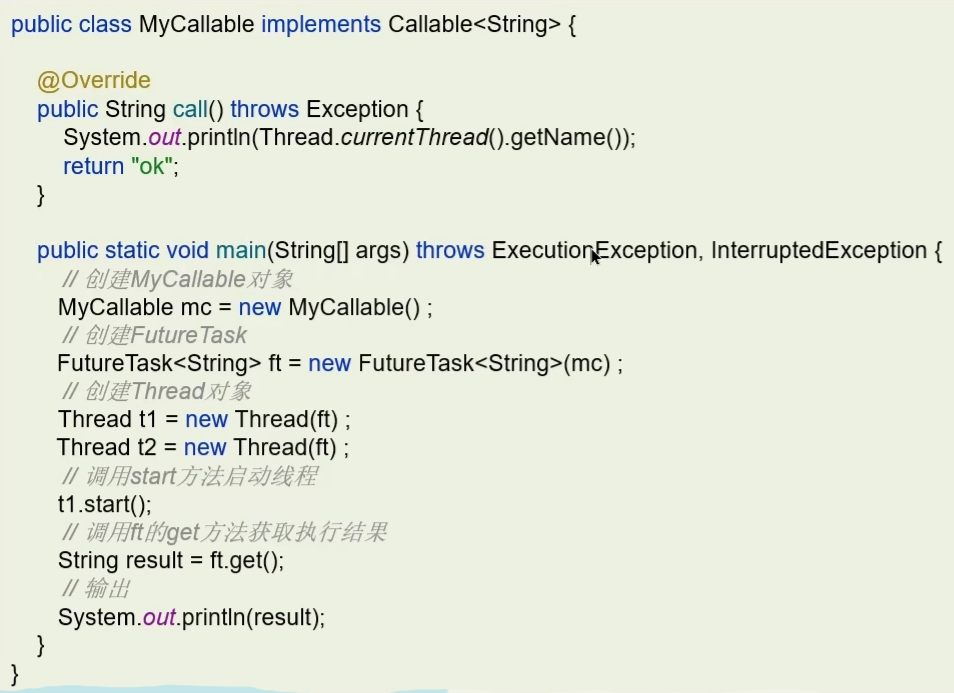 public class MyCallable implements Callable<String> {
@Override
public String call() throws Exception {
System.out.println(Thread.currentThread().getName());
return "ok";
}
public static void main(String[] args) throws ExecutionException, InterruptedException {
// 创建MyCallable对象
MyCallable mc = new MyCallable() ;
// 创建FutureTask
FutureTask<String> ft = new FutureTask<String>(mc) ;
// 创建Thread对象
Thread t1 = new Thread(ft) ;
Thread t2 = new Thread(ft) ;
// 调用start方法启动线程
t1.start();
// 调用ft的get方法获取执行结果
String result = ft.get();
// 输出
System.out.println(result);
}
}